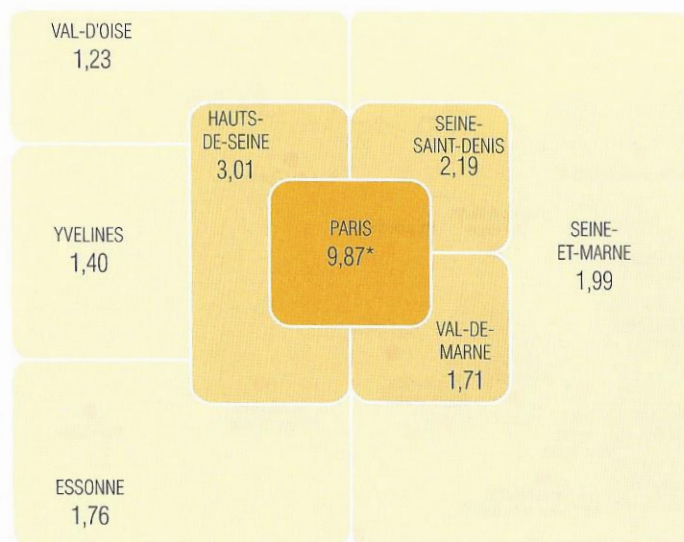 VAL-D'OISE
1,23
HAUTS-
DE-SEINE
3,01
SEINE-
SAINT-DENIS
2,19
YVELINES
1,40
PARIS
9,87*
SEINE-
ET-MARNE
1,99
VAL-DE-
MARNE
1,71
ESSONNE
1,76